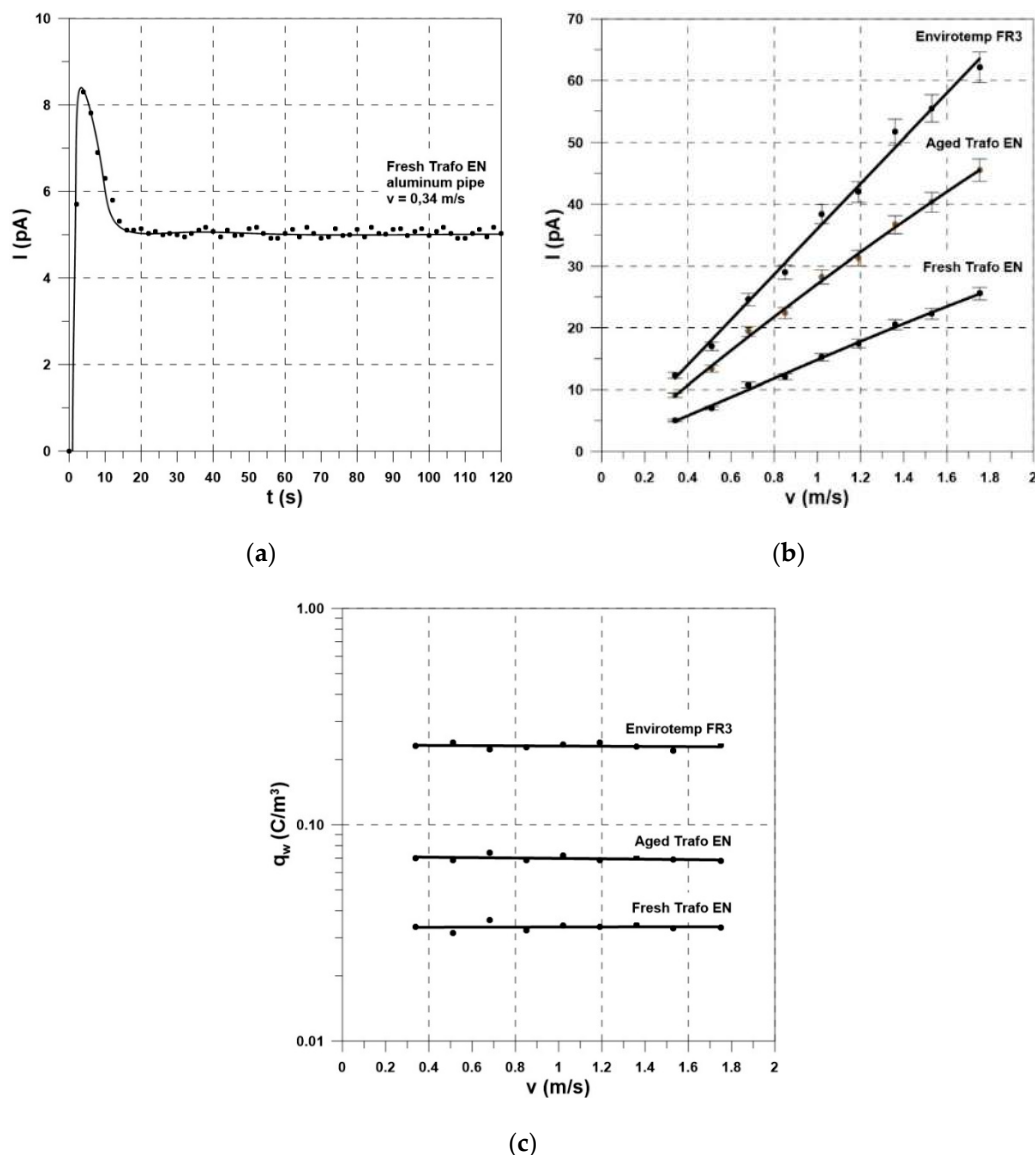 10
8
6
4
2
0
I (pA)
Fresh Trafo EN
aluminum pipe
v = 0,34 m/s
0 10 20 30 40 50 60 70 80 90 100 110 120
t (s)
(a)
70
60
50
40
30
20
10
0
I (pA)
Envirotemp FR3
Aged Trafo EN
Fresh Trafo EN
0 0.2 0.4 0.6 0.8 1 1.2 1.4 1.6 1.8 2
v (m/s)
(b)
1.00
0.10
0.01
q_w (C/m³)
Envirotemp FR3
Aged Trafo EN
Fresh Trafo EN
0 0.2 0.4 0.6 0.8 1 1.2 1.4 1.6 1.8 2
v (m/s)
(c)